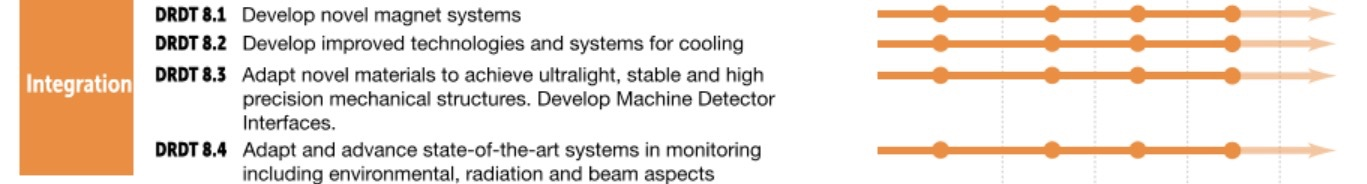 Integration
DRDT 8.1 Develop novel magnet systems
DRDT 8.2 Develop improved technologies and systems for cooling
DRDT 8.3 Adapt novel materials to achieve ultralight, stable and high
precision mechanical structures. Develop Machine Detector
Interfaces.
DRDT 8.4 Adapt and advance state-of-the-art systems in monitoring
including environmental, radiation and beam aspects